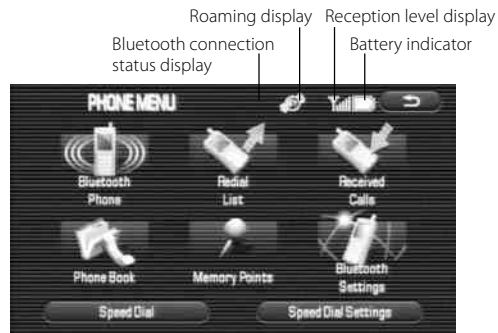 Roaming display Reception level display
Bluetooth connection
status display
Battery indicator
PHONE MENU
Bluetooth
Phone
Redial
List
Received
Calls
Phone Book
Memory Points
Bluetooth
Settings
Speed Dial
Speed Dial Settings